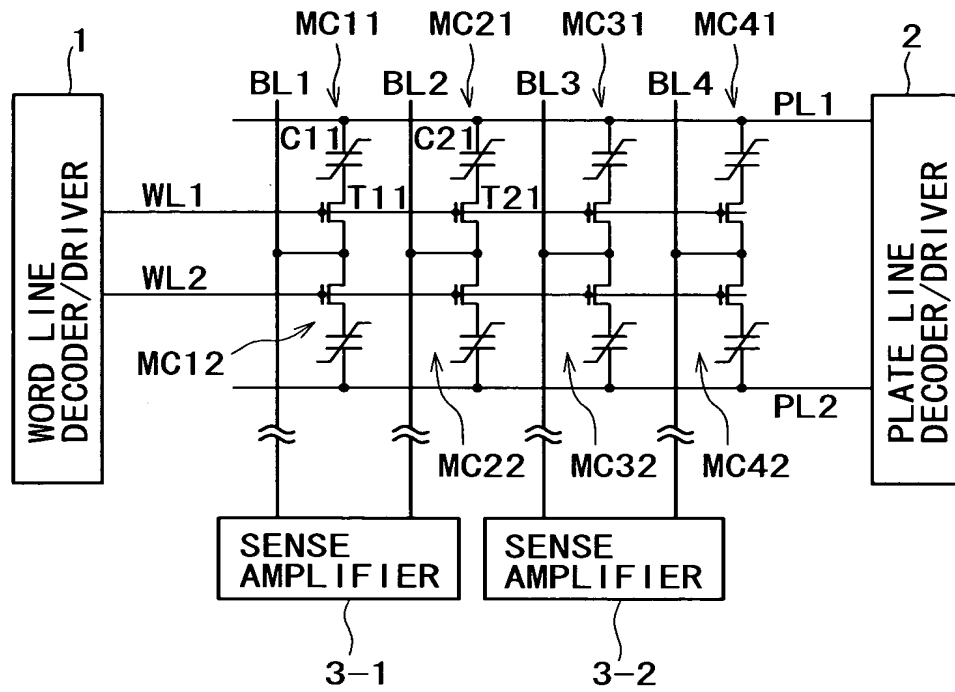 MC11 MC21 MC31 MC41
1 2
BL1 BL2 BL3 BL4
PL1
C11 C21
WL1 T11 T21
WL2
MC12
PL2
MC22 MC32 MC42
WORD LINE
DECODER/DRIVER
PLATE LINE
DECODER/DRIVER
SENSE
AMPLIFIER
SENSE
AMPLIFIER
3-1 3-2